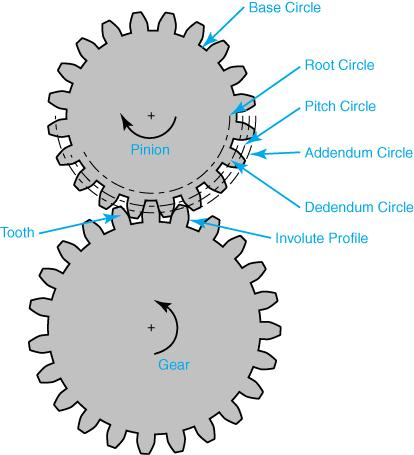 Base Circle
Root Circle
Pitch Circle
Pinion
Addendum Circle
Dedendum Circle
Tooth
Involute Profile
Gear